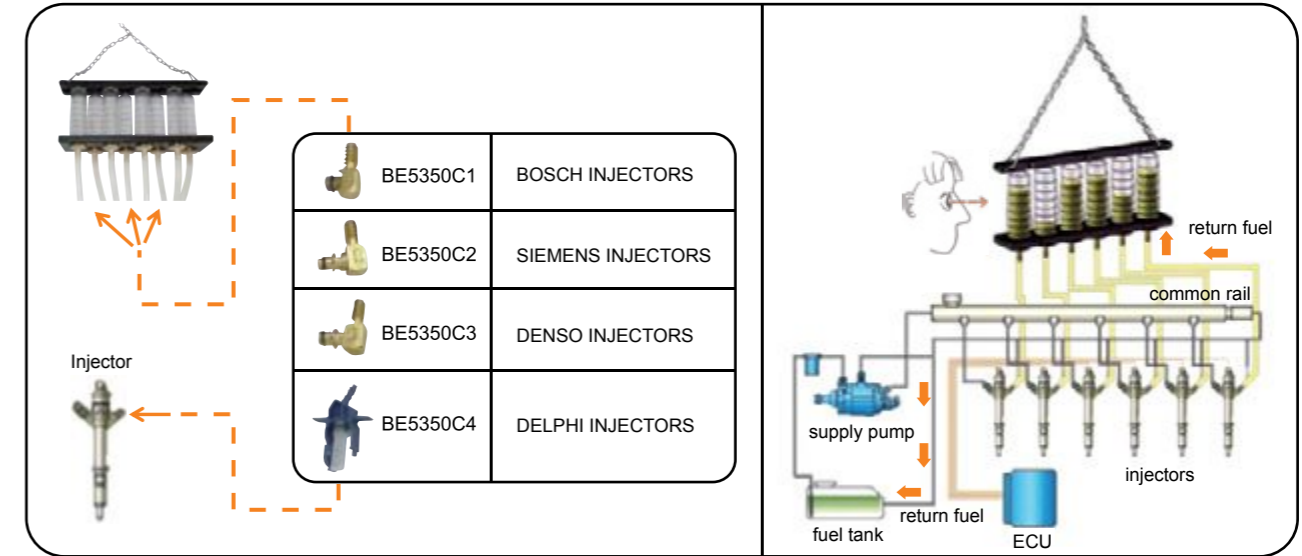 BE5350C1 BOSCH INJECTORS
BE5350C2 SIEMENS INJECTORS
BE5350C3 DENSO INJECTORS
Injector
BE5350C4 DELPHI INJECTORS
return fuel
common rail
supply pump
injectors
fuel tank
return fuel
ECU